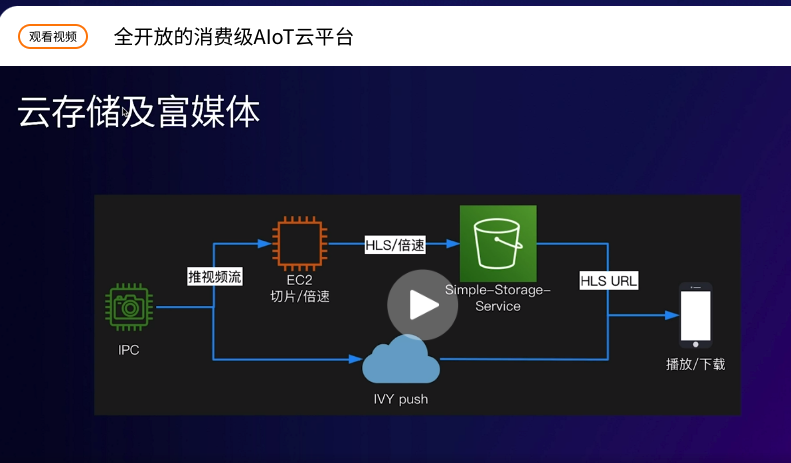 观看视频
全开放的消费级AIoT云平台
云存储及富媒体
推视频流
HLS/倍速
EC2
切片/倍速
Simple-Storage-
Service
HLS URL
IPC
IVY push
播放/下载